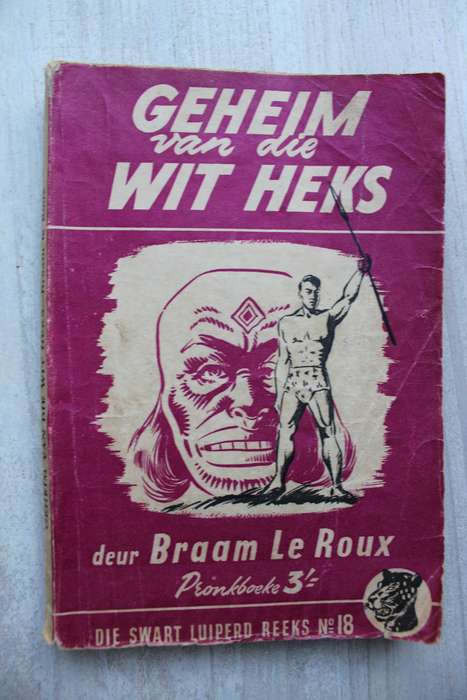 GEHEIM
van die
WIT HEKS
deur Braam Le Roux
Pronkboeke 3/=
DIE SWART LUIPERD REEKS No 18